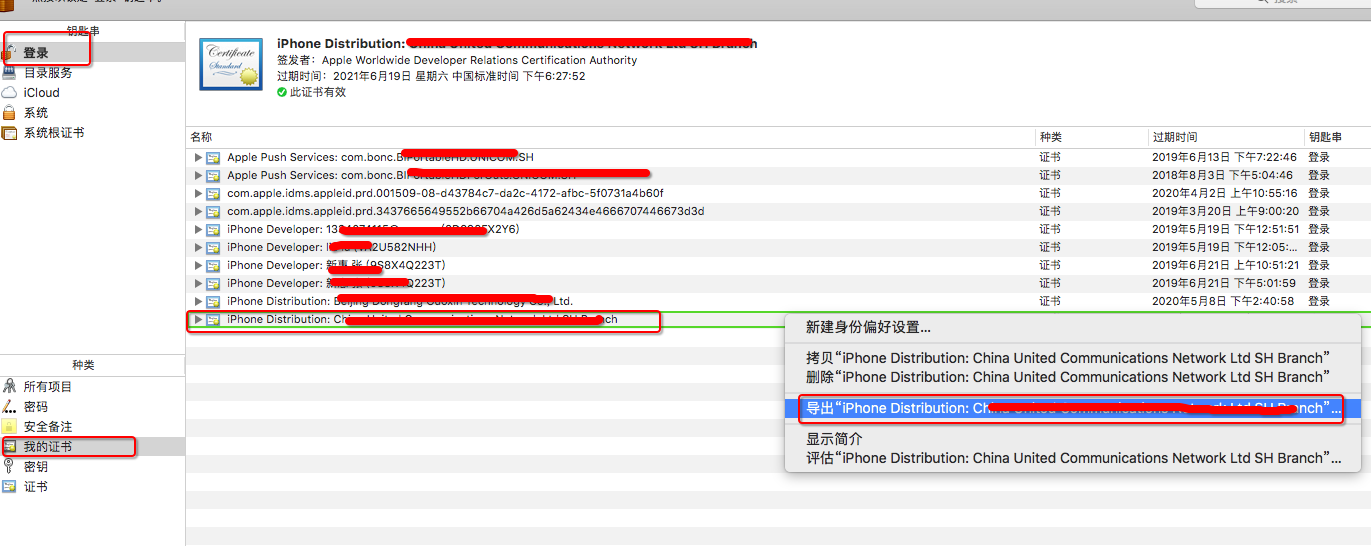 钥匙串
登录
目录服务
iCloud
系统
系统根证书
iPhone Distribution:
签发者：Apple Worldwide Developer Relations Certification Authority
过期时间：2021年6月19日 星期六 中国标准时间 下午6:27:52
此证书有效
名称 种类 过期时间 钥匙串
Apple Push Services: com.bonc. .SH 证书 2019年6月13日 下午7:22:46 登录
Apple Push Services: com.bonc. 证书 2018年8月3日 下午5:04:46 登录
com.apple.idms.appleid.prd.001509-08-d43784c7-da2c-4172-afbc-5f0731a4b60f 证书 2020年4月2日 上午10:55:16 登录
com.apple.idms.appleid.prd.3437665649552b66704a426d5a62434e4666707446673d3d 证书 2019年3月20日 上午9:00:20 登录
iPhone Developer: X2Y6) 证书 2019年5月19日 下午12:51:51 登录
iPhone Developer: 2U582NHH) 证书 2019年5月19日 下午12:05:... 登录
iPhone Developer: (9S8X4Q223T) 证书 2019年6月21日 上午10:51:21 登录
iPhone Developer: Q223T) 证书 2019年6月21日 下午5:01:59 登录
iPhone Distribution: Ltd. 证书 2020年5月8日 下午2:40:58 登录
iPhone Distribution:
新建身份偏好设置...
拷贝“iPhone Distribution: China United Communications Network Ltd SH Branch”
删除“iPhone Distribution: China United Communications Network Ltd SH Branch”
导出“iPhone Distribution: ”...
显示简介
评估“iPhone Distribution: China United Communications Network Ltd SH Branch”...
种类
所有项目
密码
安全备注
我的证书
密钥
证书